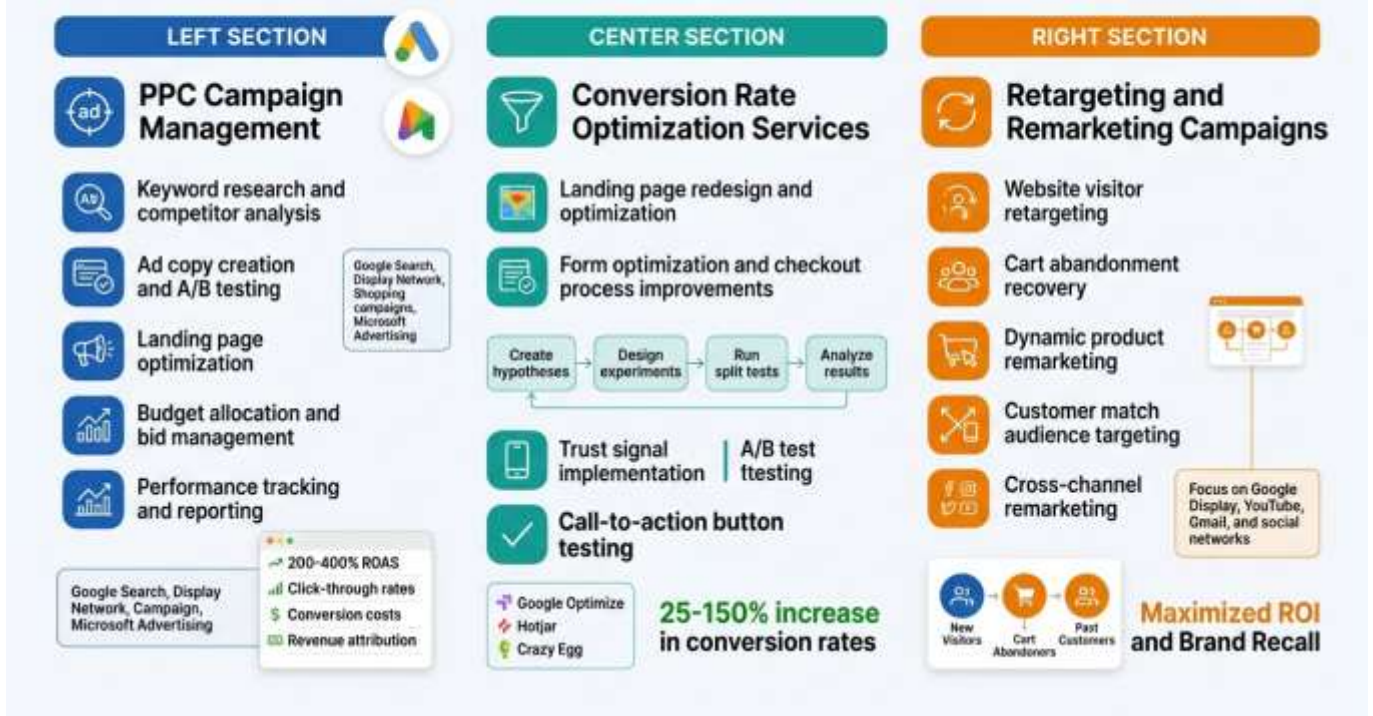 LEFT SECTION
PPC Campaign
Management
Keyword research and
competitor analysis
Ad copy creation
and A/B testing
Google Search,
Display Network,
Shopping
campaigns,
Microsoft
Advertising
Landing page
optimization
Budget allocation and
bid management
Performance tracking
and reporting
Google Search, Display
Network, Campaign,
Microsoft Advertising
200-400% ROAS
Click-through rates
Conversion costs
Revenue attribution
CENTER SECTION
Conversion Rate
Optimization Services
Landing page redesign and
optimization
Form optimization and checkout
process improvements
Create
hypotheses
Design
experiments
Run
split tests
Analyze
results
Trust signal
implementation
A/B test
ttesting
Call-to-action button
testing
Google Optimize
Hotjar
Crazy Egg
25-150% increase
in conversion rates
RIGHT SECTION
Retargeting and
Remarketing Campaigns
Website visitor
retargeting
Cart abandonment
recovery
Dynamic product
remarketing
Customer match
audience targeting
Cross-channel
remarketing
Focus on Google
Display, YouTube,
Gmail, and social
networks
New
Visitors
Cart
Abandoners
Past
Customers
Maximized ROI
and Brand Recall
ad